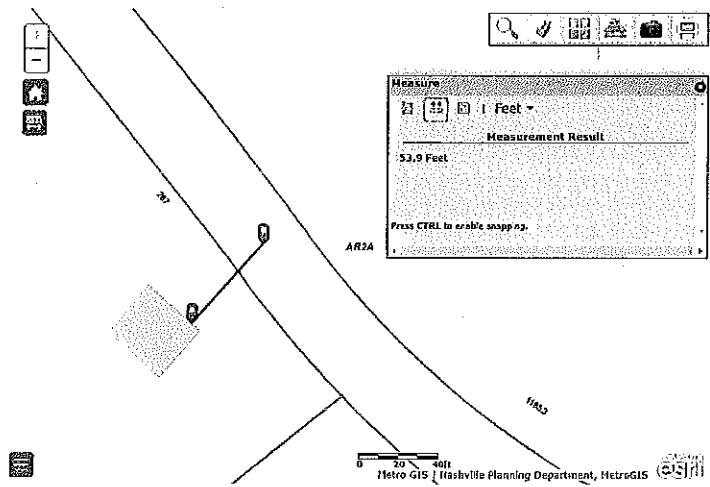 +
−
Measure
Feet
Measurement Result
53.9 Feet
Press CTRL to enable snapping.
AR2A
267
0 20 40ft
Metro GIS | Nashville Planning Department, MetroGIS
esri